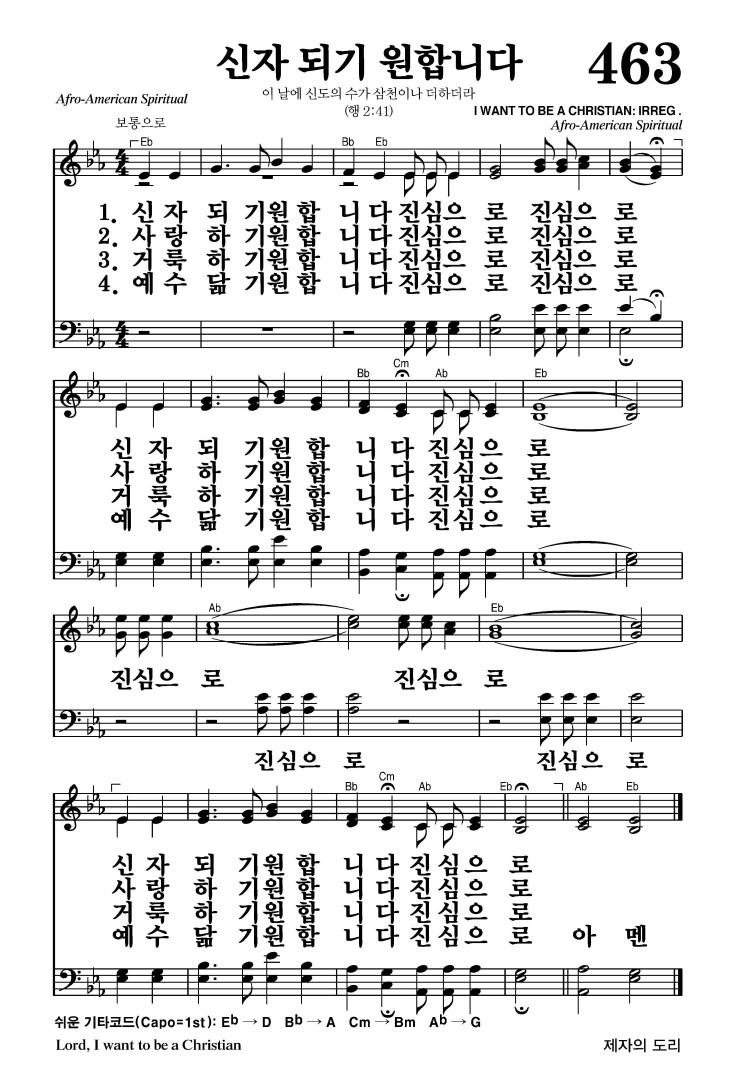 신자 되기 원합니다
463
이 날에 신도의 수가 삼천이나 더하더라
(행 2:41)
Afro-American Spiritual
I WANT TO BE A CHRISTIAN: IRREG .
Afro-American Spiritual
보통으로
Eb Bb Eb
1. 신 자 되 기원 합 니 다 진심으 로 진심으 로
2. 사 랑 하 기원 합 니 다 진심으 로 진심으 로
3. 거 룩 하 기원 합 니 다 진심으 로 진심으 로
4. 예 수 닮 기원 합 니 다 진심으 로 진심으 로
Bb Cm Ab Eb
신 자 되 기원 합 니 다 진심으 로
사 랑 하 기원 합 니 다 진심으 로
거 룩 하 기원 합 니 다 진심으 로
예 수 닮 기원 합 니 다 진심으 로
Ab Eb
진심으 로 진심으 로
진심으 로 진심으 로
Bb Cm Ab Eb Ab Eb
신 자 되 기원 합 니 다 진심으 로
사 랑 하 기원 합 니 다 진심으 로
거 룩 하 기원 합 니 다 진심으 로
예 수 닮 기원 합 니 다 진심으 로 아 멘
쉬운 기타코드(Capo=1st): Eb → D Bb → A Cm → Bm Ab → G
Lord, I want to be a Christian
제자의 도리